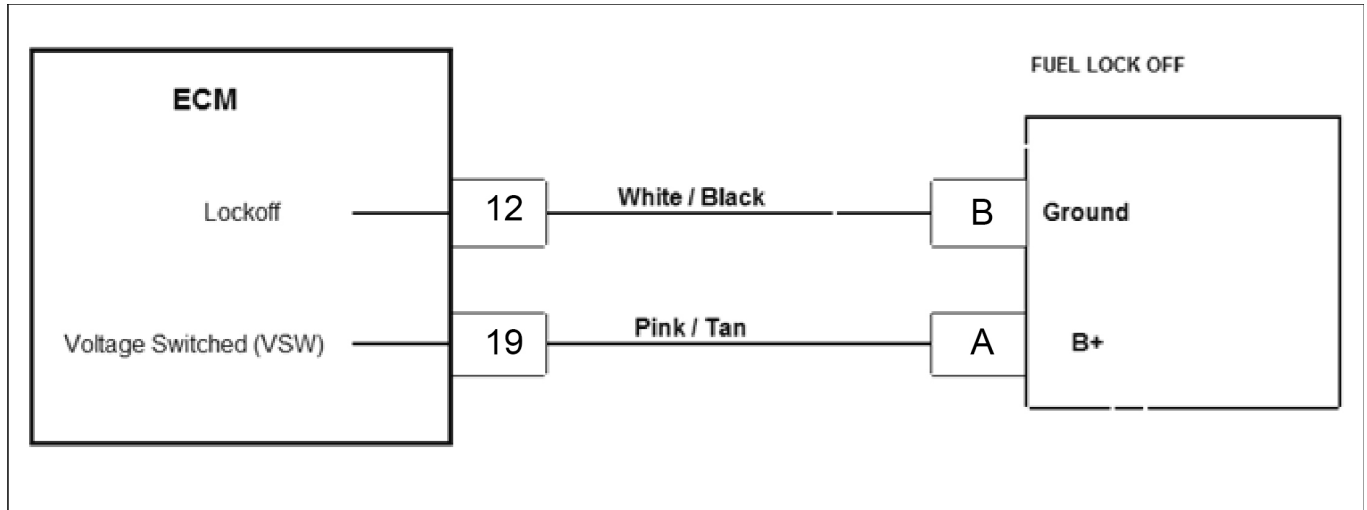 FUEL LOCK OFF
ECM
Lockoff
12
White / Black
B
Ground
Voltage Switched (VSW)
19
Pink / Tan
A
B+